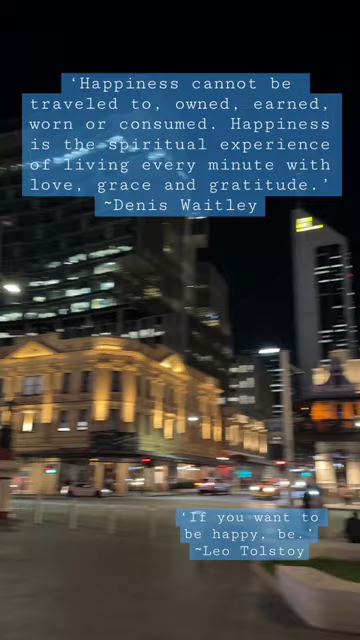 ‘Happiness cannot be
traveled to, owned, earned,
worn or consumed. Happiness
is the spiritual experience
of living every minute with
love, grace and gratitude.’
~Denis Waitley
‘If you want to
be happy, be.’
~Leo Tolstoy